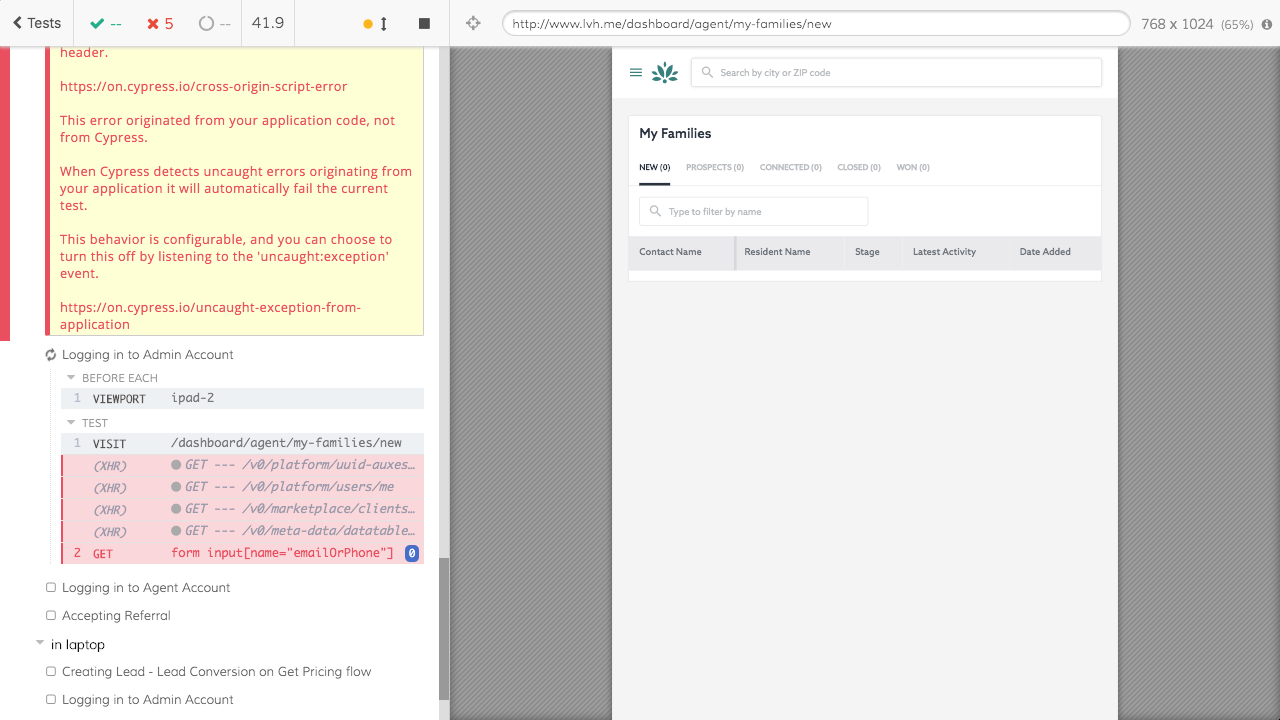 Tests
--
5
--
41.9
http://www.lvh.me/dashboard/agent/my-families/new
768 x 1024 (65%)
header.
https://on.cypress.io/cross-origin-script-error
This error originated from your application code, not
from Cypress.
When Cypress detects uncaught errors originating from
your application it will automatically fail the current
test.
This behavior is configurable, and you can choose to
turn this off by listening to the 'uncaught:exception'
event.
https://on.cypress.io/uncaught-exception-from-
application
Logging in to Admin Account
BEFORE EACH
1 VIEWPORT ipad-2
TEST
1 VISIT /dashboard/agent/my-families/new
(XHR) GET --- /v0/platform/uuid-auxes…
(XHR) GET --- /v0/platform/users/me
(XHR) GET --- /v0/marketplace/clients…
(XHR) GET --- /v0/meta-data/datatable…
2 GET form input[name="emailOrPhone"] 0
Logging in to Agent Account
Accepting Referral
in laptop
Creating Lead - Lead Conversion on Get Pricing flow
Logging in to Admin Account
Search by city or ZIP code
My Families
NEW (0) PROSPECTS (0) CONNECTED (0) CLOSED (0) WON (0)
Type to filter by name
Contact Name Resident Name Stage Latest Activity Date Added